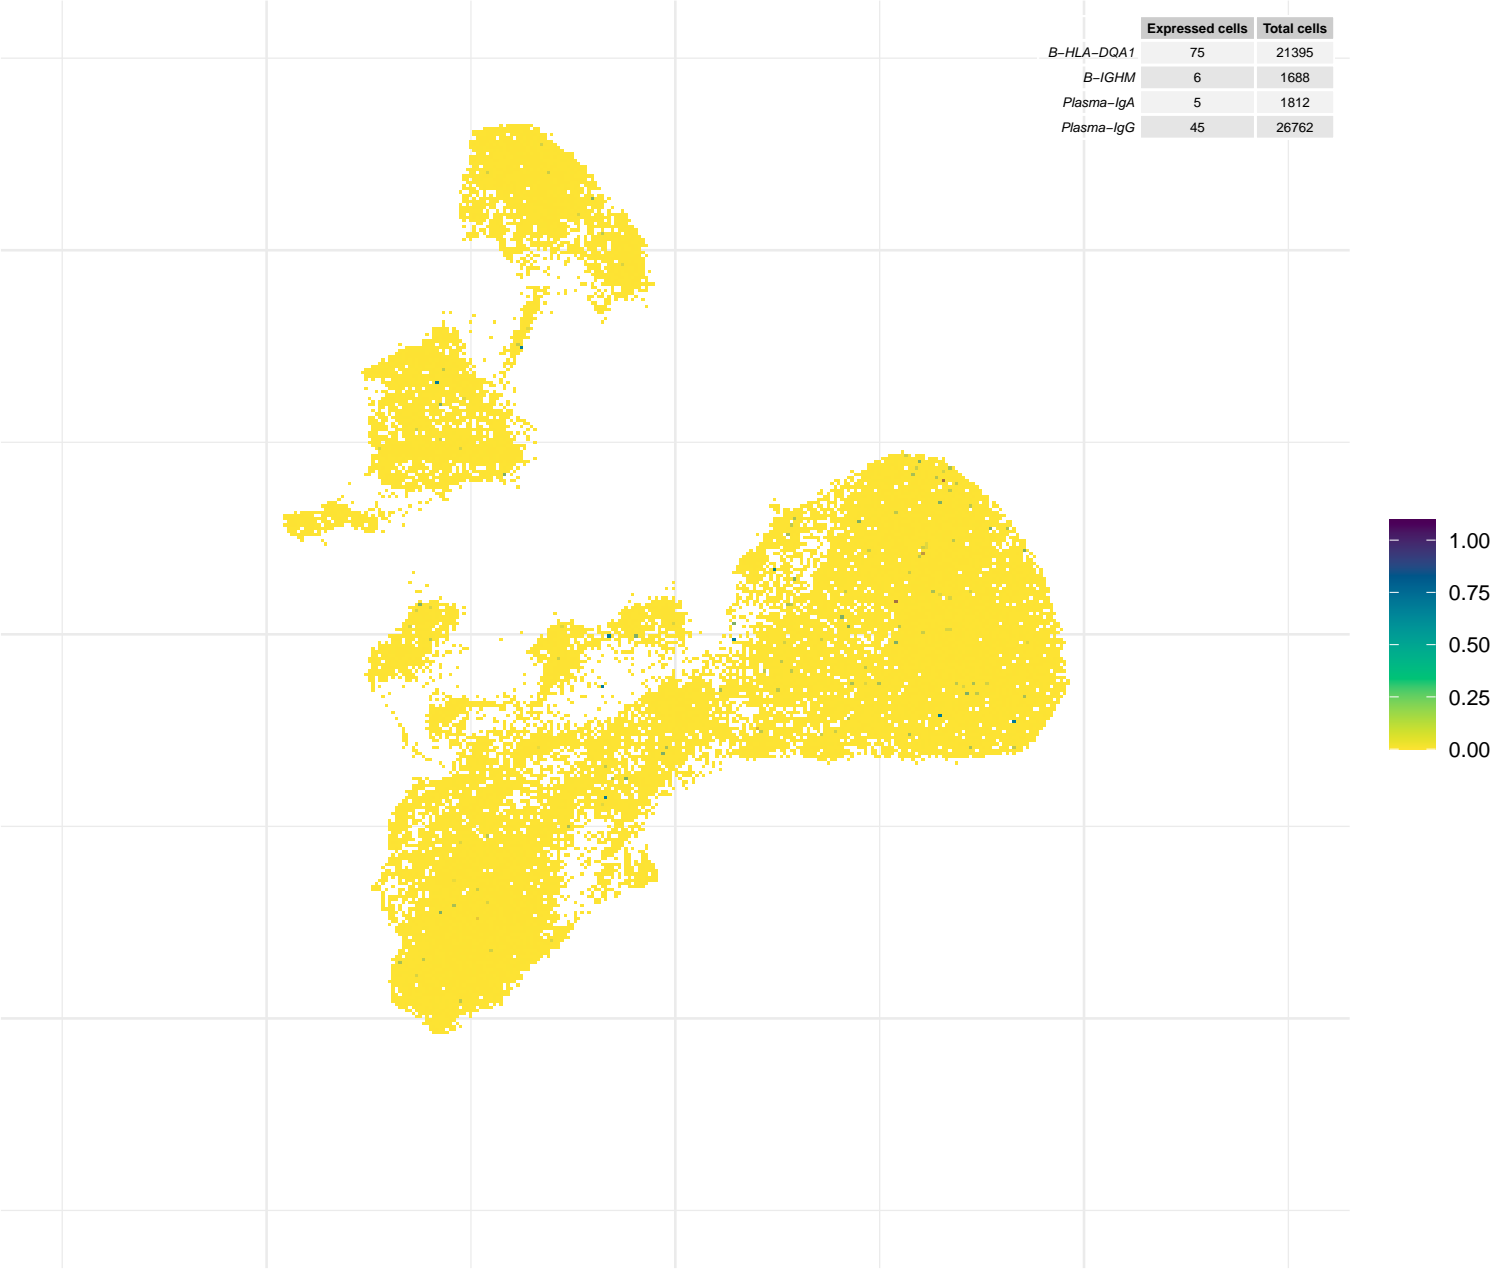 Expressed cells Total cells
B−HLA−DQA1 75 21395
B−IGHM 6 1688
Plasma−IgA 5 1812
Plasma−IgG 45 26762
1.00
0.75
0.50
0.25
0.00